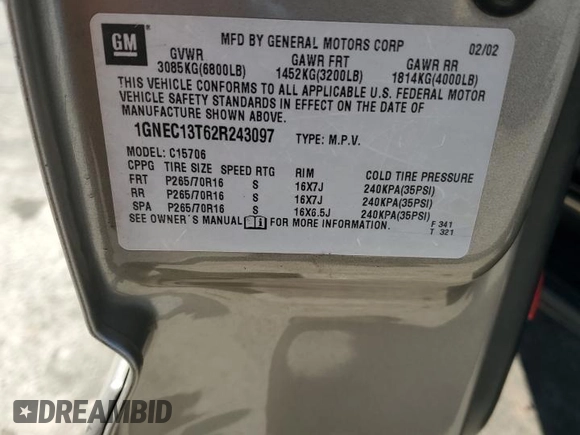 GM
MFD BY GENERAL MOTORS CORP 02/02
GVWR GAWR FRT GAWR RR
3085KG(6800LB) 1452KG(3200LB) 1814KG(4000LB)
THIS VEHICLE CONFORMS TO ALL APPLICABLE U.S. FEDERAL MOTOR
VEHICLE SAFETY STANDARDS IN EFFECT ON THE DATE OF
MANUFACTURE SHOWN ABOVE.
1GNEC13T62R243097 TYPE: M.P.V.
MODEL: C15706
CPPG TIRE SIZE SPEED RTG RIM COLD TIRE PRESSURE
FRT P265/70R16 S 16X7J 240KPA(35PSI)
RR P265/70R16 S 16X7J 240KPA(35PSI)
SPA P265/70R16 S 16X6.5J 240KPA(35PSI)
SEE OWNER'S MANUAL FOR MORE INFORMATION. F 341
T 321
DREAMBID